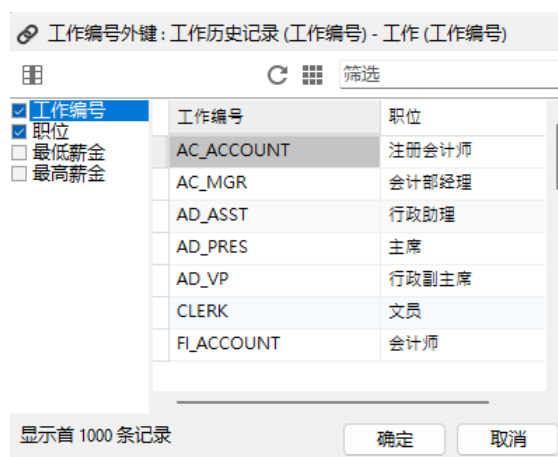 工作编号外键 : 工作历史记录 (工作编号) - 工作 (工作编号)
筛选
工作编号
职位
最低薪金
最高薪金
工作编号 职位
AC_ACCOUNT 注册会计师
AC_MGR 会计部经理
AD_ASST 行政助理
AD_PRES 主席
AD_VP 行政副主席
CLERK 文员
FI_ACCOUNT 会计师
显示首 1000 条记录
确定 取消